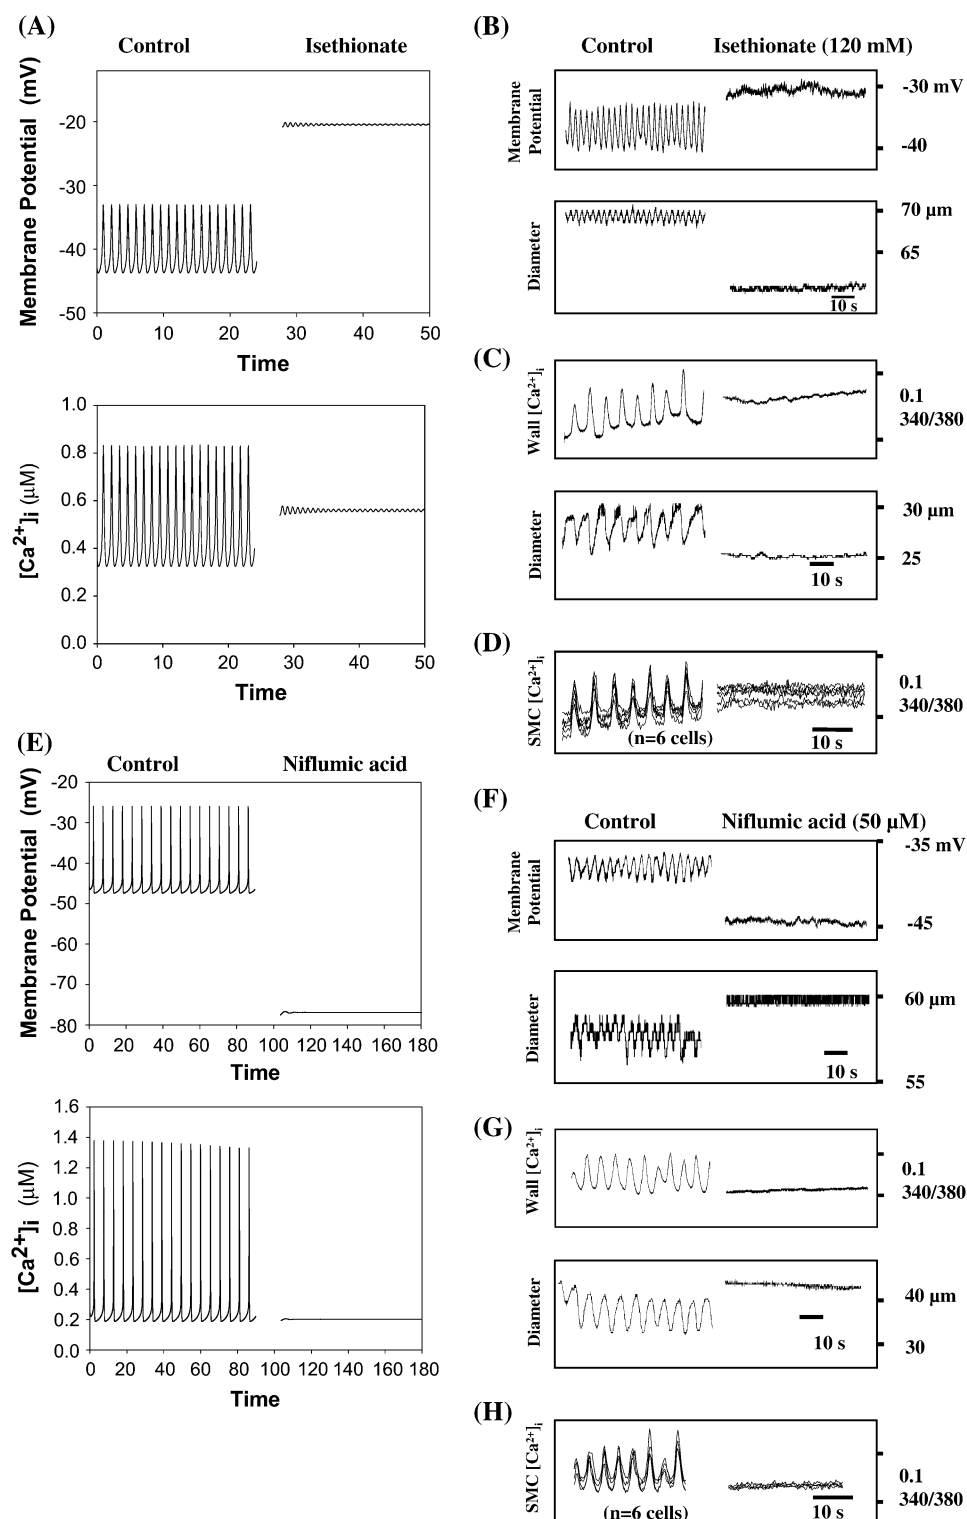 (A)
Control Isethionate
Membrane Potential (mV)
-20
-30
-40
-50
0 10 20 30 40 50
Time
[Ca2+]i (μM)
1.0
0.8
0.6
0.4
0.2
0.0
0 10 20 30 40 50
Time
(B)
Control Isethionate (120 mM)
Membrane
Potential
-30 mV
-40
Diameter
70 μm
65
10 s
(C)
Wall [Ca2+]i
0.1
340/380
Diameter
30 μm
25
10 s
(D)
SMC [Ca2+]i
0.1
340/380
(n=6 cells)
10 s
(E)
Control Niflumic acid
Membrane Potential (mV)
-20
-30
-40
-50
-60
-70
-80
0 20 40 60 80 100 120 140 160 180
Time
[Ca2+]i (μM)
1.6
1.4
1.2
1.0
0.8
0.6
0.4
0.2
0.0
0 20 40 60 80 100 120 140 160 180
Time
(F)
Control Niflumic acid (50 μM)
Membrane
Potential
-35 mV
-45
Diameter
60 μm
10 s
55
(G)
Wall [Ca2+]i
0.1
340/380
Diameter
40 μm
10 s
30
(H)
SMC [Ca2+]i
0.1
340/380
(n=6 cells)
10 s